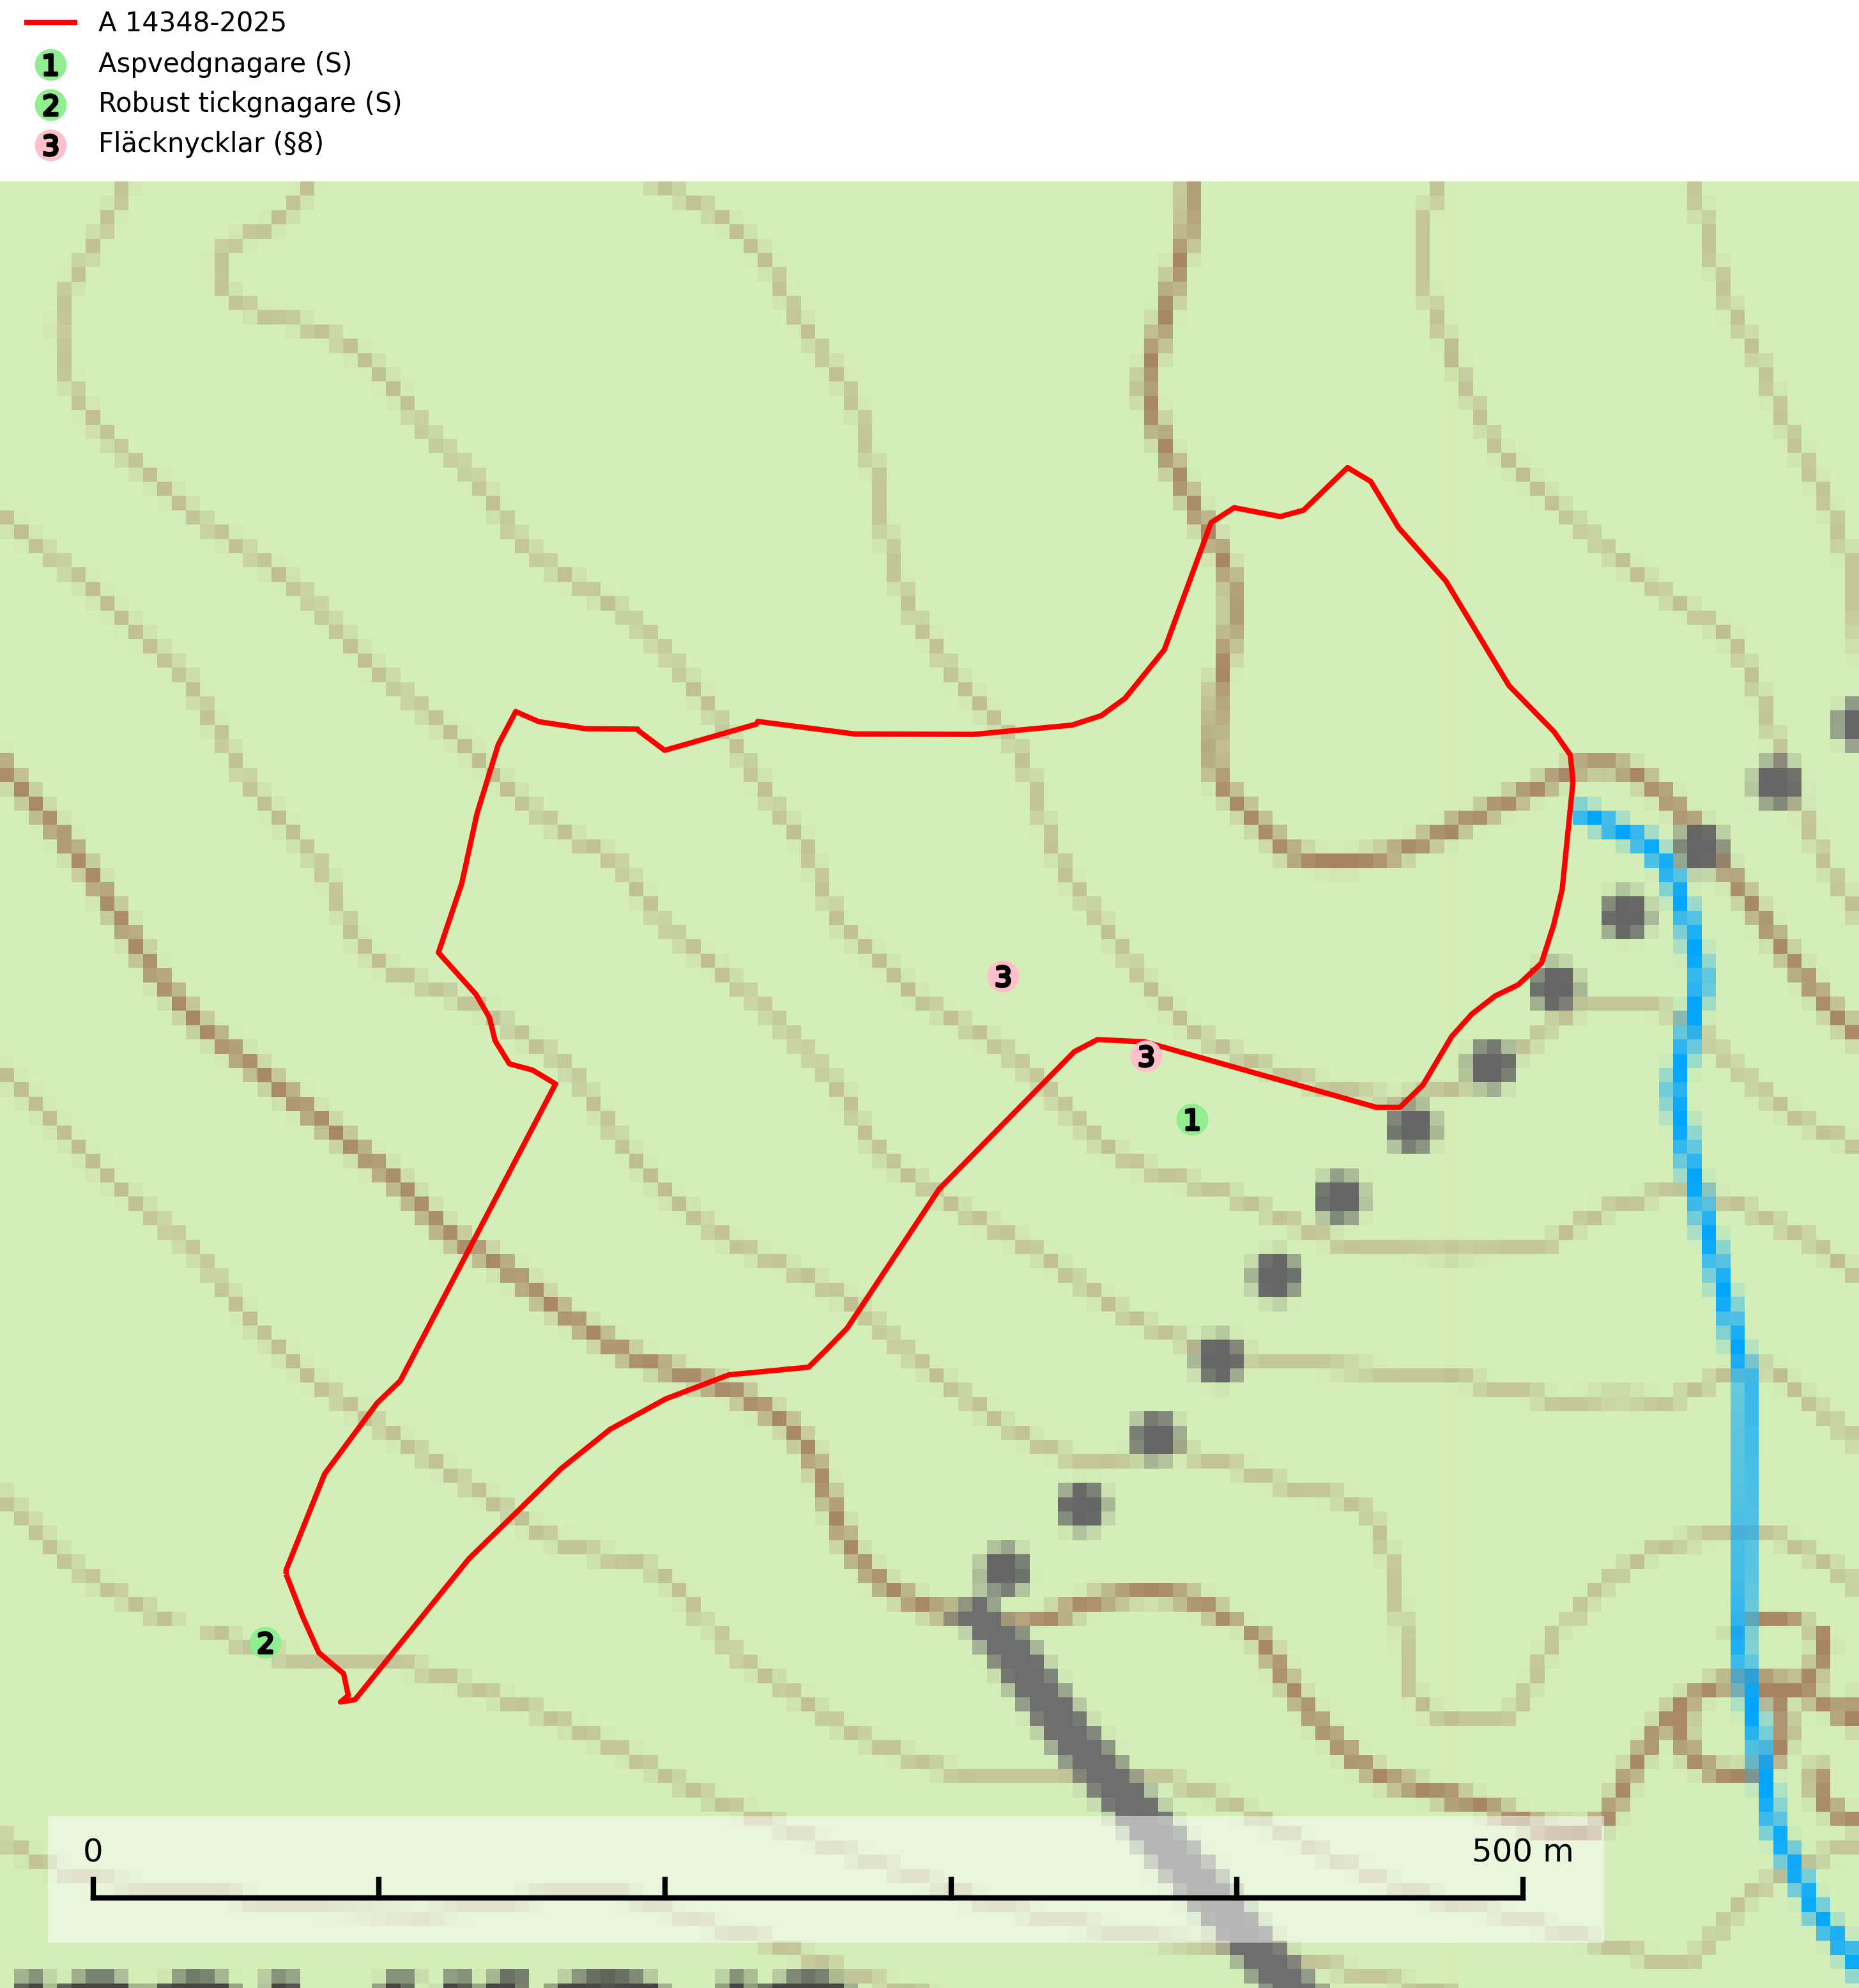 A 14348-2025
1 Aspvedgnagare (S)
2 Robust tickgnagare (S)
3 Fläcknycklar (§8)
3
3
1
2
0 500 m